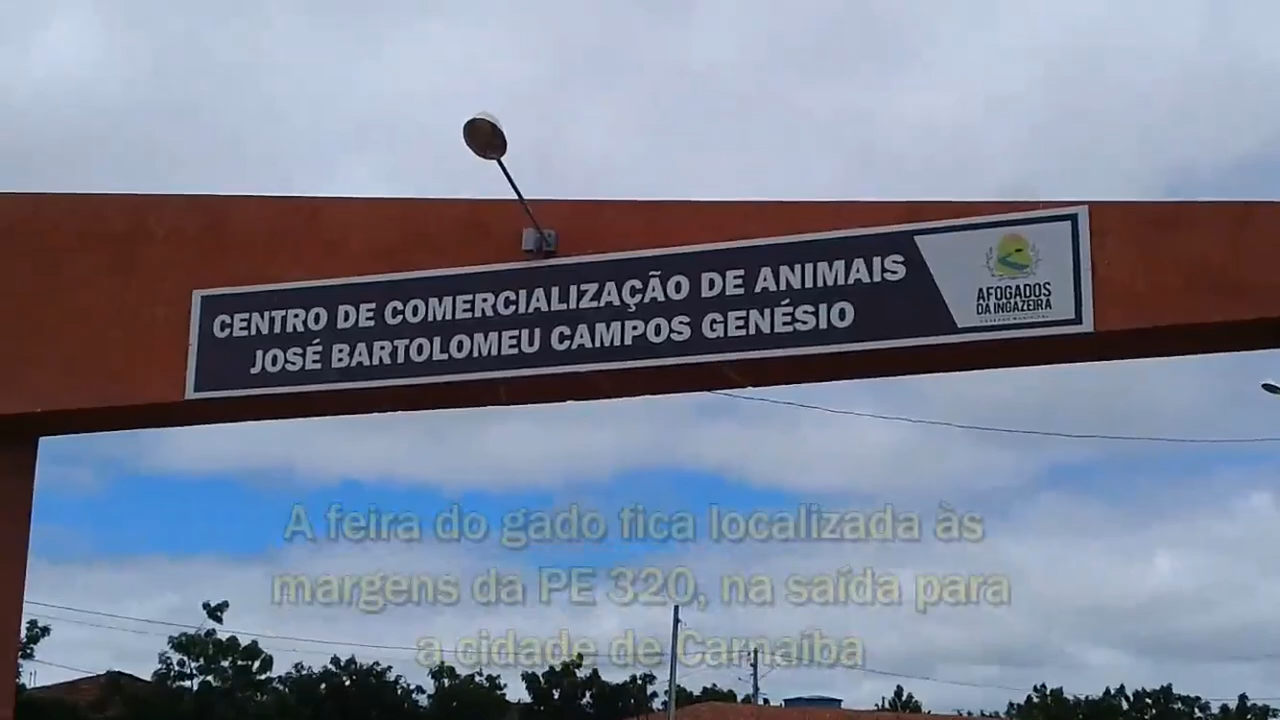 CENTRO DE COMERCIALIZAÇÃO DE ANIMAIS
JOSÉ BARTOLOMEU CAMPOS GENÉSIO
AFOGADOS
DA INGAZEIRA
A feira do gado fica localizada às
margens da PE 320, na saída para
a cidade de Carnaíba